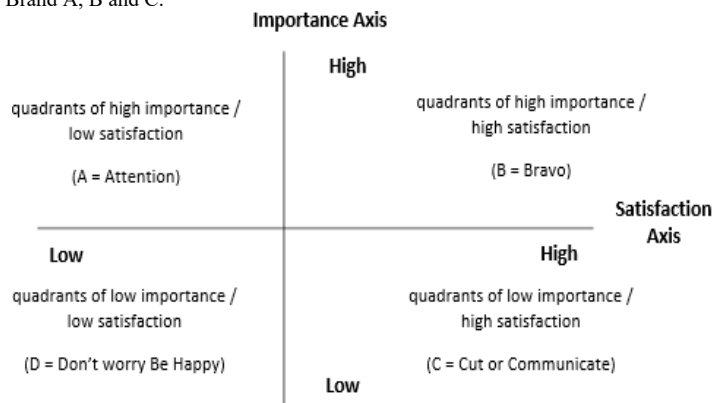 Brand A, B and C.
Importance Axis
High
quadrants of high importance /
low satisfaction
(A = Attention)
quadrants of high importance /
high satisfaction
(B = Bravo)
Satisfaction
Axis
Low
High
quadrants of low importance /
low satisfaction
(D = Don't worry Be Happy)
quadrants of low importance /
high satisfaction
(C = Cut or Communicate)
Low